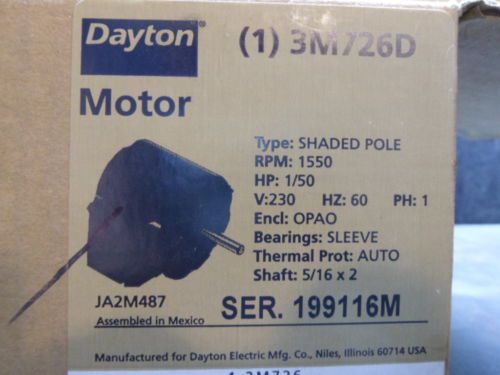 Dayton
(1) 3M726D
Motor
Type: SHADED POLE
RPM: 1550
HP: 1/50
V:230 HZ: 60 PH: 1
Encl: OPAO
Bearings: SLEEVE
Thermal Prot: AUTO
Shaft: 5/16 x 2
JA2M487
SER. 199116M
Assembled in Mexico
Manufactured for Dayton Electric Mfg. Co., Niles, Illinois 60714 USA
1 3M726